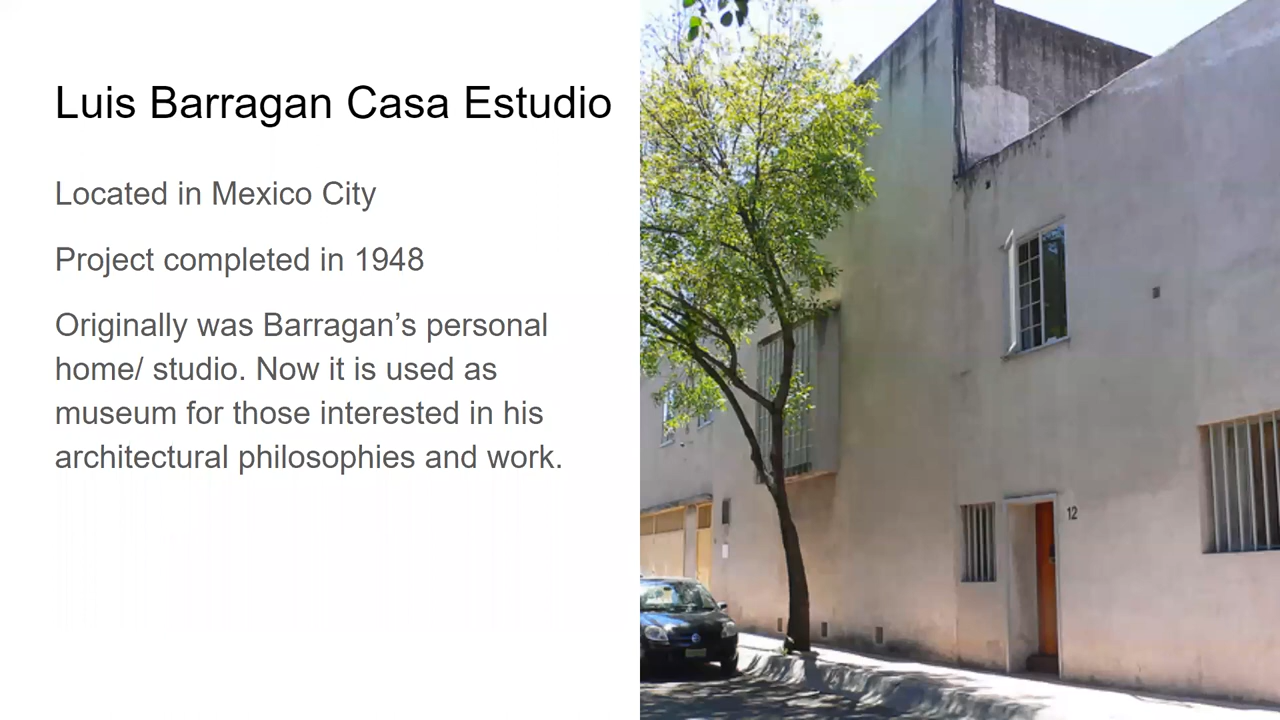 Luis Barragan Casa Estudio
Located in Mexico City
Project completed in 1948
Originally was Barragan’s personal
home/ studio. Now it is used as
museum for those interested in his
architectural philosophies and work.
12